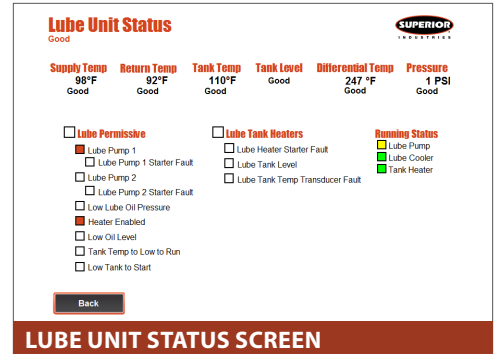 Lube Unit Status
Good
SUPERIOR
INDUSTRIES
Supply Temp Return Temp Tank Temp Tank Level Differential Temp Pressure
98°F 92°F 110°F Good 247 °F 1 PSI
Good Good Good Good Good
Lube Permissive
Lube Pump 1
Lube Pump 1 Starter Fault
Lube Pump 2
Lube Pump 2 Starter Fault
Low Lube Oil Pressure
Heater Enabled
Low Oil Level
Tank Temp to Low to Run
Low Tank to Start
Lube Tank Heaters
Lube Heater Starter Fault
Lube Tank Level
Lube Tank Temp Transducer Fault
Running Status
Lube Pump
Lube Cooler
Tank Heater
Back
LUBE UNIT STATUS SCREEN